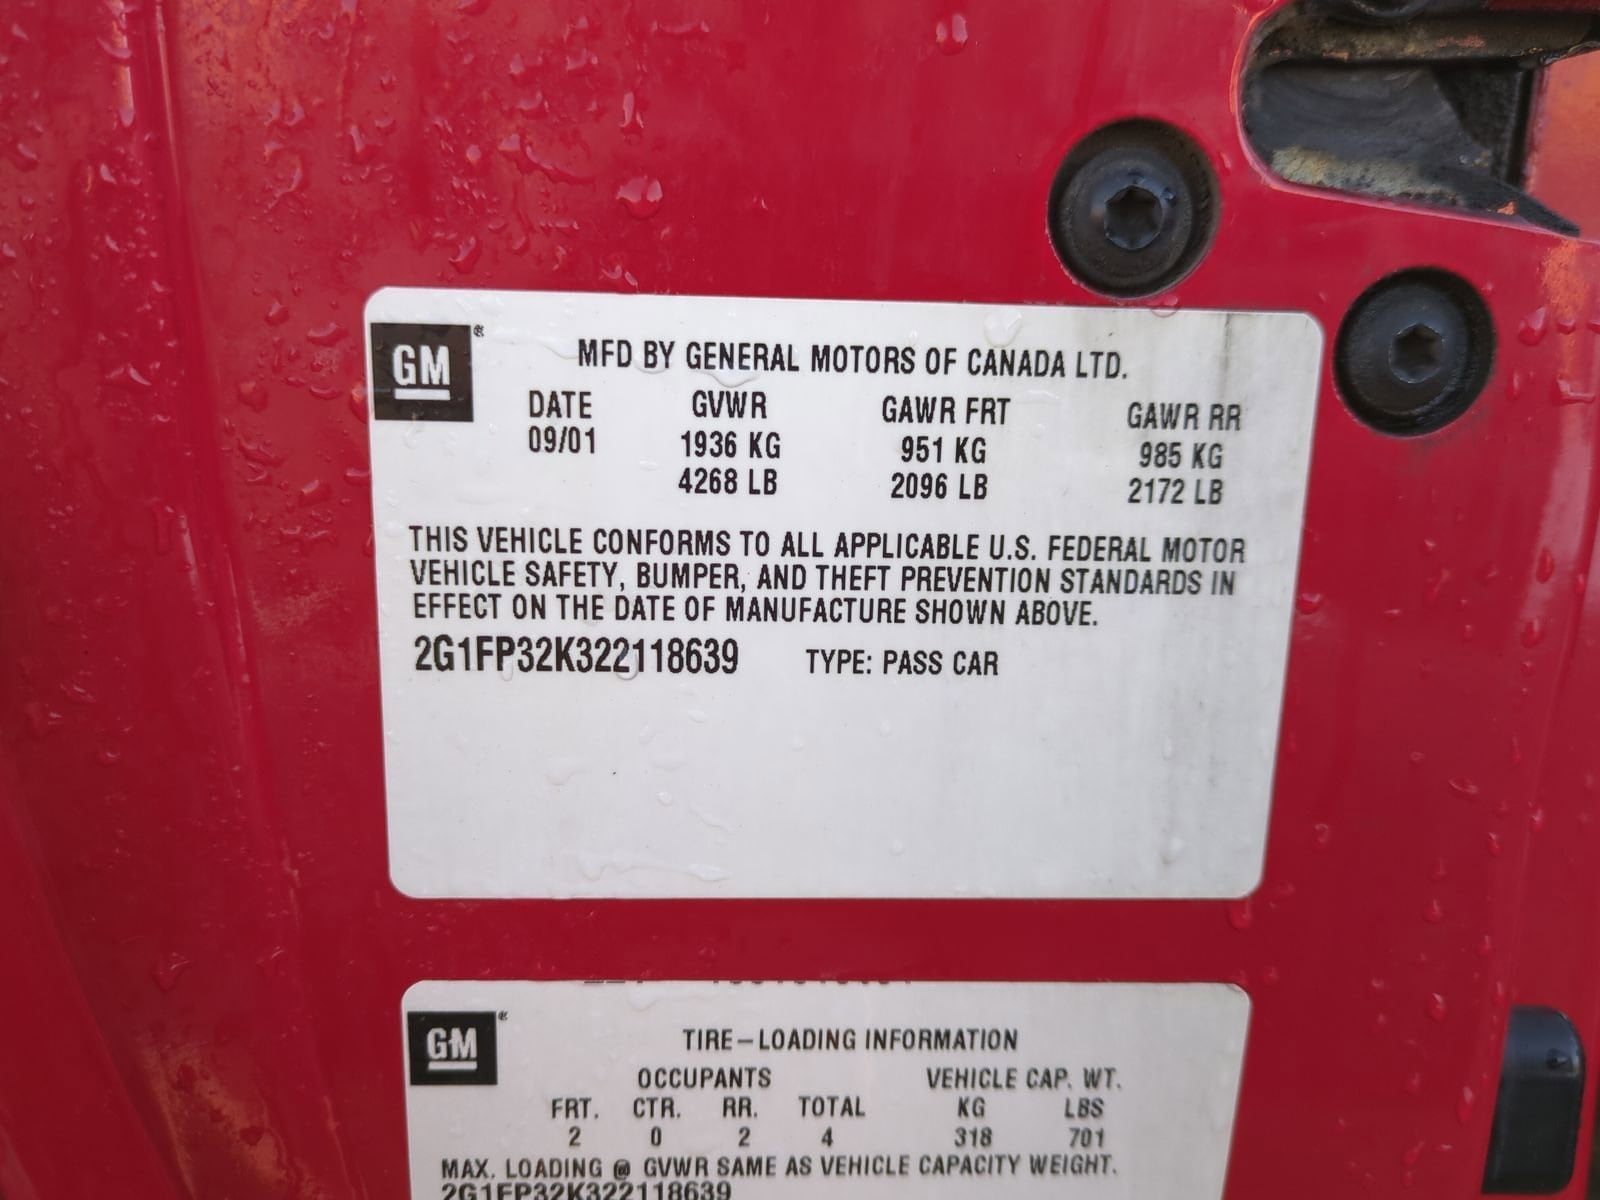 GM ®
MFD BY GENERAL MOTORS OF CANADA LTD.
DATE GVWR GAWR FRT GAWR RR
09/01 1936 KG 951 KG 985 KG
4268 LB 2096 LB 2172 LB
THIS VEHICLE CONFORMS TO ALL APPLICABLE U.S. FEDERAL MOTOR
VEHICLE SAFETY, BUMPER, AND THEFT PREVENTION STANDARDS IN
EFFECT ON THE DATE OF MANUFACTURE SHOWN ABOVE.
2G1FP32K322118639 TYPE: PASS CAR
GM ®
TIRE-LOADING INFORMATION
OCCUPANTS VEHICLE CAP. WT.
FRT. CTR. RR. TOTAL KG LBS
2 0 2 4 318 701
MAX. LOADING @ GVWR SAME AS VEHICLE CAPACITY WEIGHT.
2G1FP32K322118639